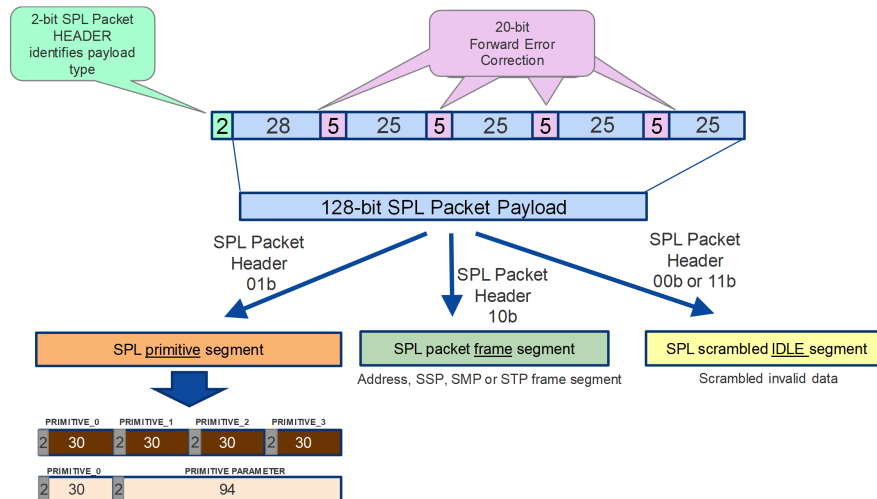 2-bit SPL Packet
HEADER
identifies payload
type
20-bit
Forward Error
Correction
2 28 5 25 5 25 5 25 5 25
128-bit SPL Packet Payload
SPL Packet
Header
01b
SPL Packet
Header
10b
SPL Packet
Header
00b or 11b
SPL primitive segment
SPL packet frame segment
SPL scrambled IDLE segment
Address, SSP, SMP or STP frame segment
Scrambled invalid data
PRIMITIVE_0 PRIMITIVE_1 PRIMITIVE_2 PRIMITIVE_3
2 30 2 30 2 30 2 30
PRIMITIVE_0 PRIMITIVE PARAMETER
2 30 2 94